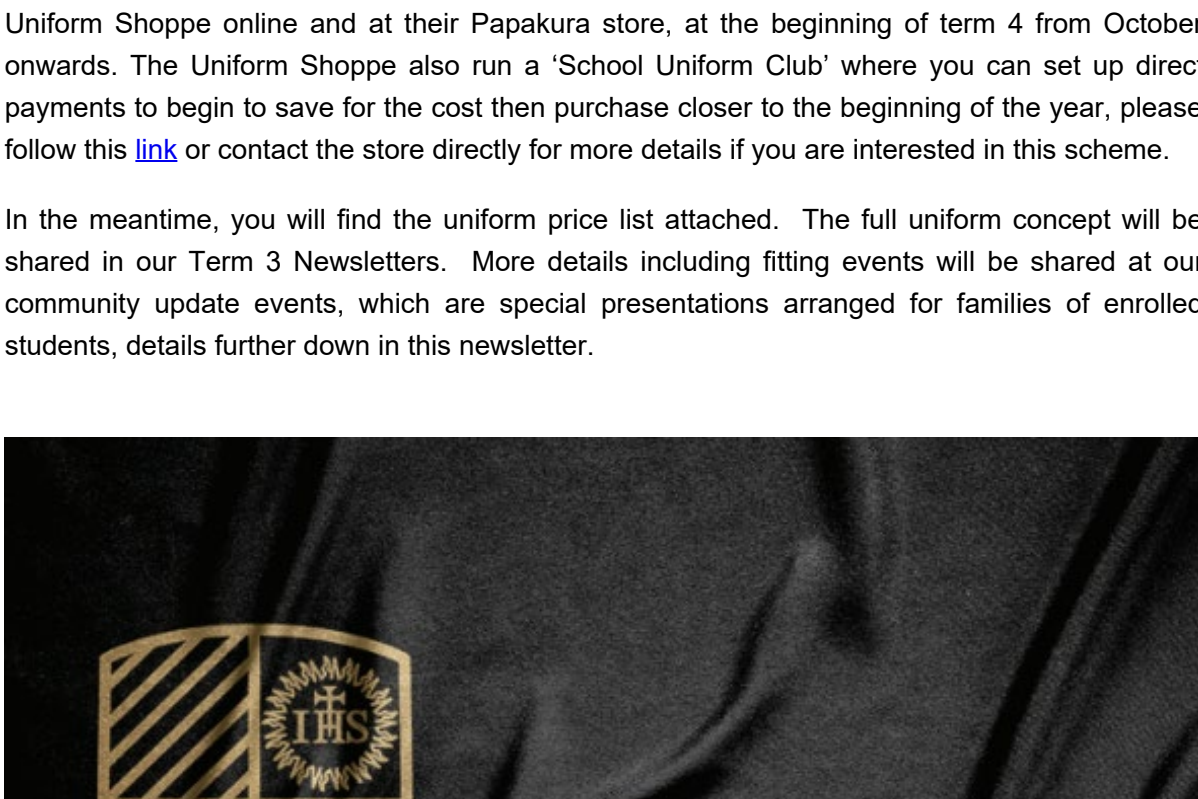 Uniform Shoppe online and at their Papakura store, at the beginning of term 4 from October
onwards. The Uniform Shoppe also run a ‘School Uniform Club’ where you can set up direct
payments to begin to save for the cost then purchase closer to the beginning of the year, please
follow this link or contact the store directly for more details if you are interested in this scheme.
In the meantime, you will find the uniform price list attached.  The full uniform concept will be
shared in our Term 3 Newsletters.  More details including fitting events will be shared at our
community update events, which are special presentations arranged for families of enrolled
students, details further down in this newsletter.
IHS